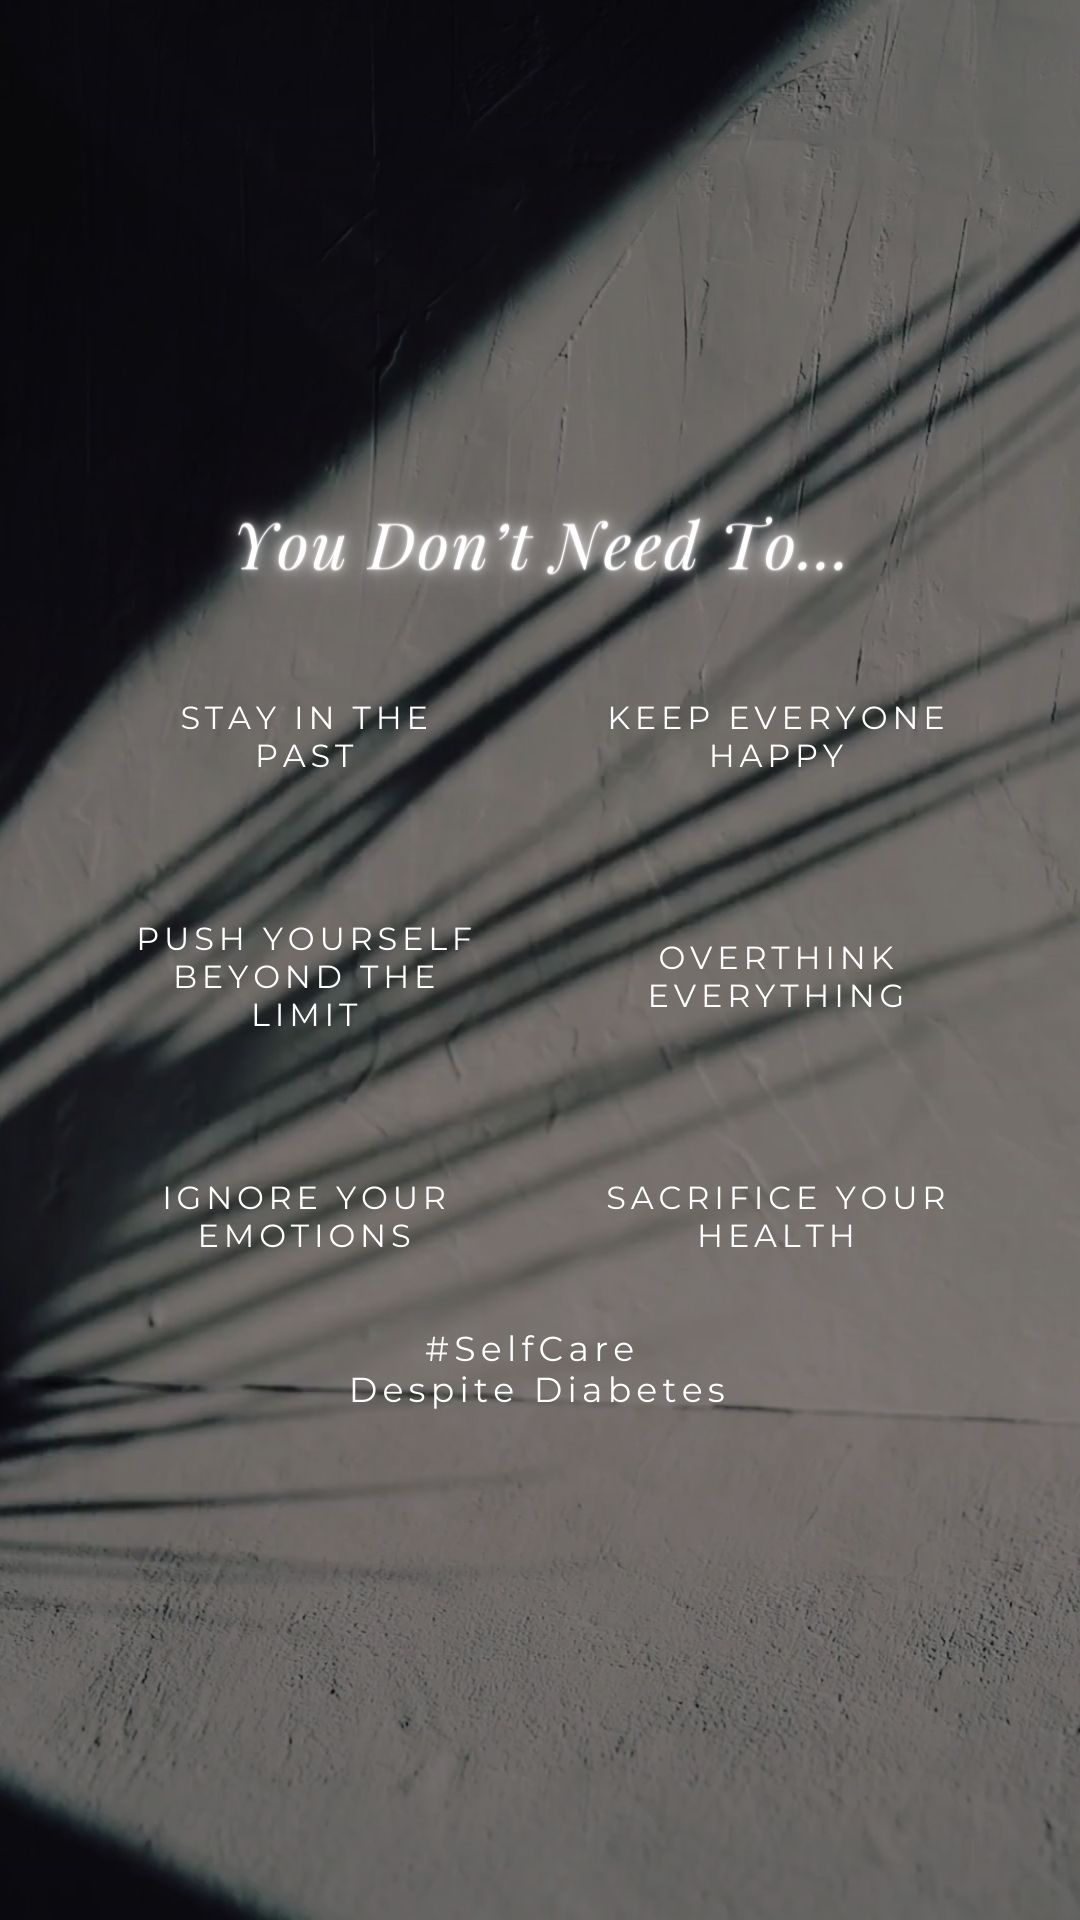 You Don’t Need To...
STAY IN THE
PAST
KEEP EVERYONE
HAPPY
PUSH YOURSELF
BEYOND THE
LIMIT
OVERTHINK
EVERYTHING
IGNORE YOUR
EMOTIONS
SACRIFICE YOUR
HEALTH
#SelfCare
Despite Diabetes